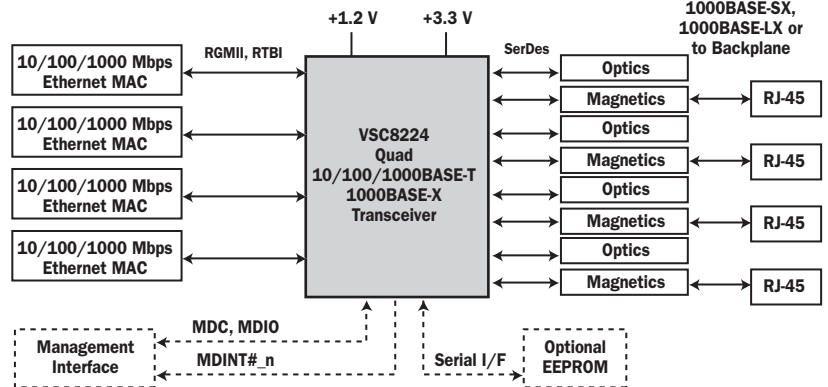 +1.2 V
+3.3 V
1000BASE-SX,
1000BASE-LX or
to Backplane
10/100/1000 Mbps
Ethernet MAC
RGMII, RTBI
SerDes
Optics
Magnetics
RJ-45
10/100/1000 Mbps
Ethernet MAC
Optics
Magnetics
RJ-45
VSC8224
Quad
10/100/1000BASE-T
1000BASE-X
Transceiver
10/100/1000 Mbps
Ethernet MAC
Optics
Magnetics
RJ-45
10/100/1000 Mbps
Ethernet MAC
Optics
Magnetics
RJ-45
Management
Interface
MDC, MDIO
MDINT#_n
Serial I/F
Optional
EEPROM